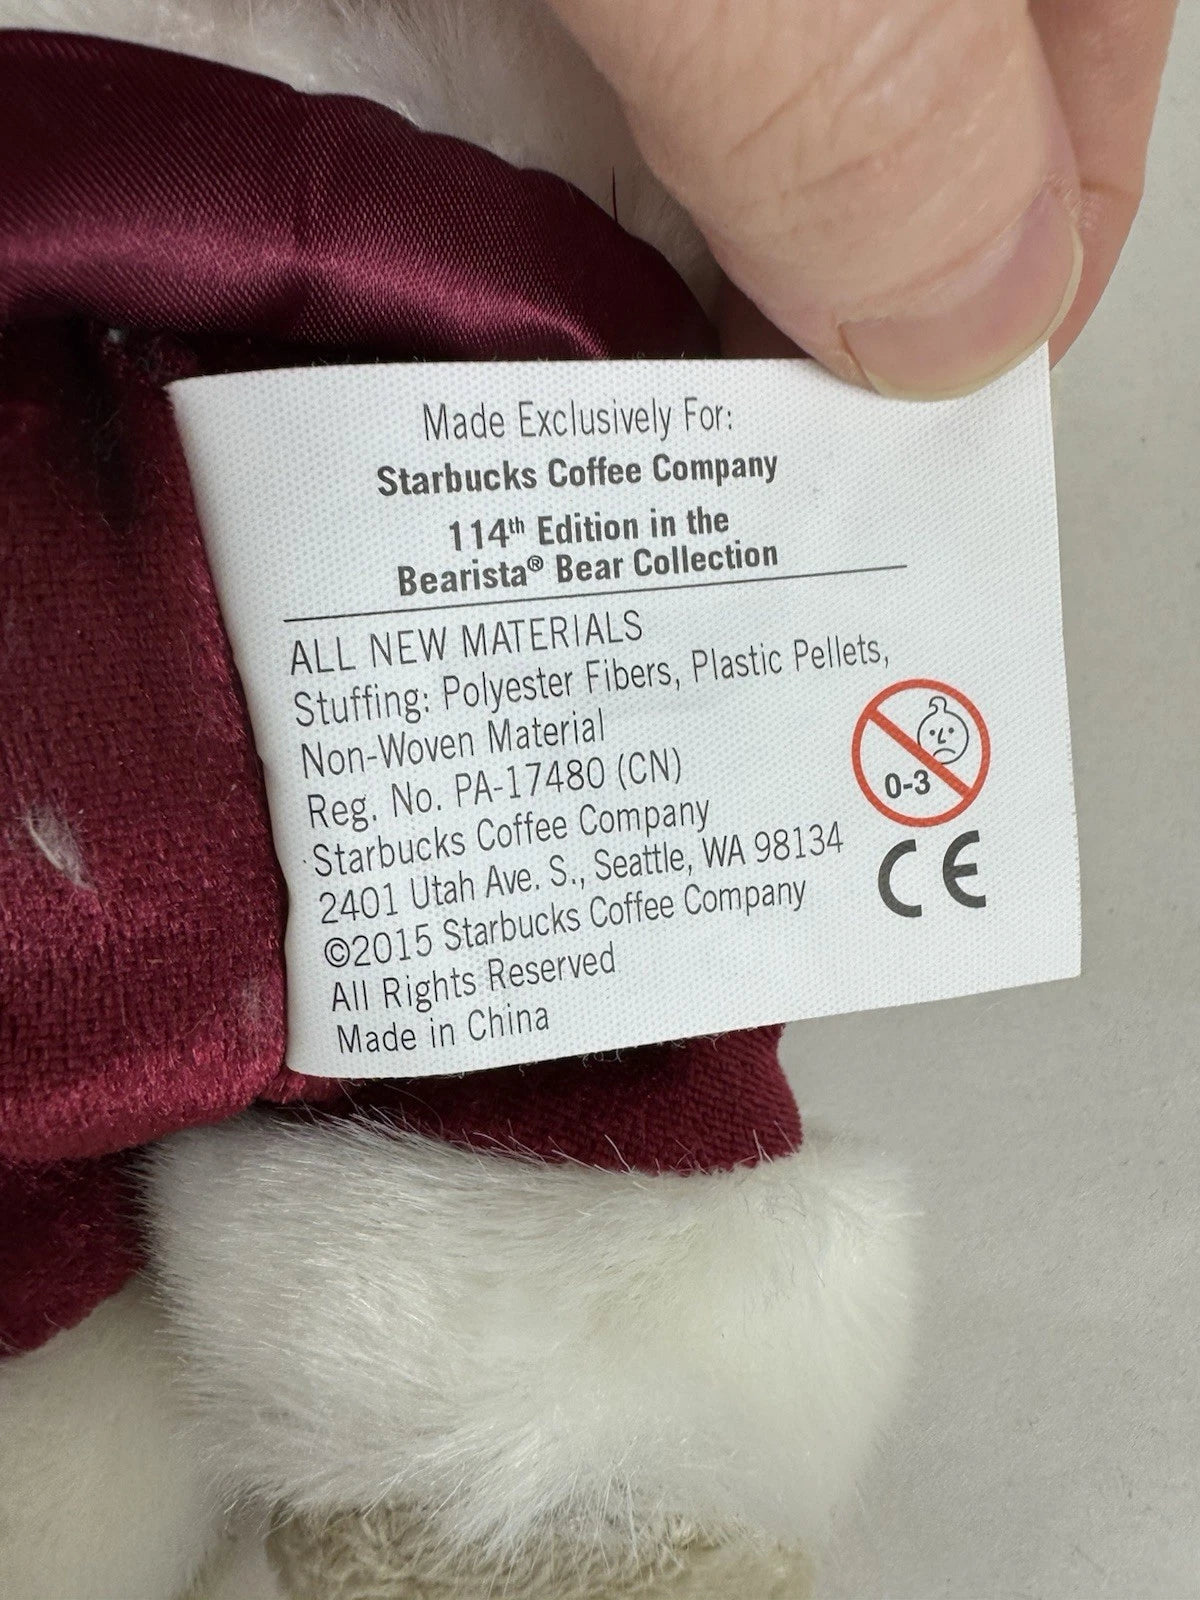 Made Exclusively For:
Starbucks Coffee Company
114th Edition in the
Bearista® Bear Collection
ALL NEW MATERIALS
Stuffing: Polyester Fibers, Plastic Pellets,
Non-Woven Material
Reg. No. PA-17480 (CN)
Starbucks Coffee Company
2401 Utah Ave. S., Seattle, WA 98134
©2015 Starbucks Coffee Company
All Rights Reserved
Made in China
0-3
CE